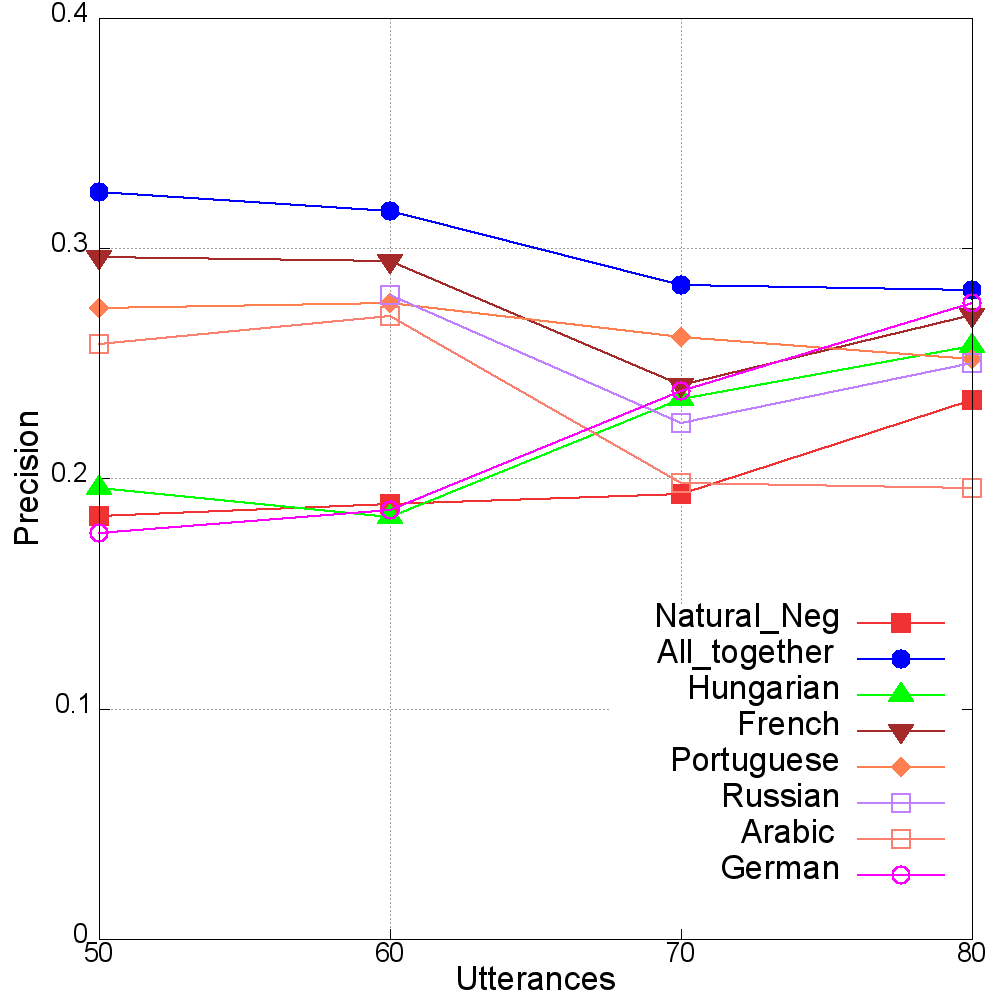 0.4
0.3
0.2
0.1
0
Precision
50 60 70 80
Utterances
Natural_Neg
All_together
Hungarian
French
Portuguese
Russian
Arabic
German